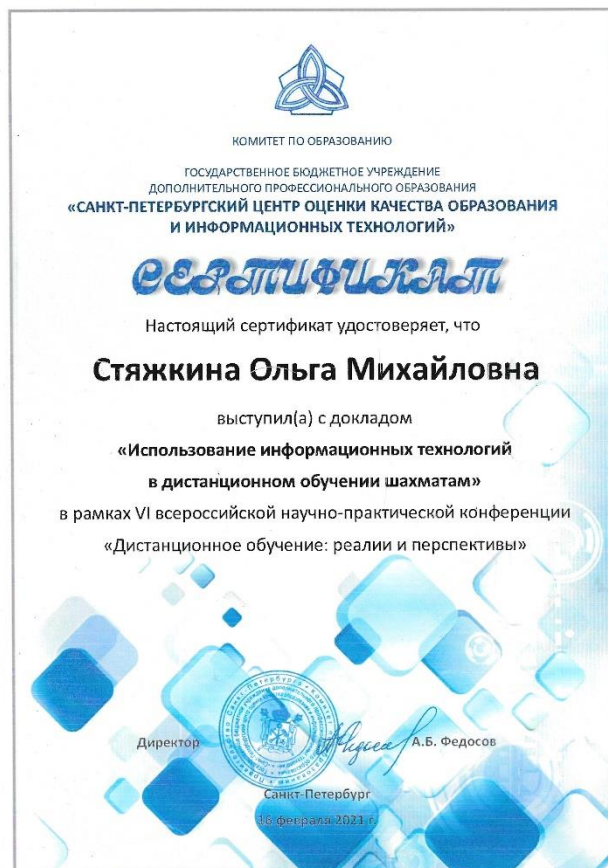 КОМИТЕТ ПО ОБРАЗОВАНИЮ
ГОСУДАРСТВЕННОЕ БЮДЖЕТНОЕ УЧРЕЖДЕНИЕ
ДОПОЛНИТЕЛЬНОГО ПРОФЕССИОНАЛЬНОГО ОБРАЗОВАНИЯ
«САНКТ-ПЕТЕРБУРГСКИЙ ЦЕНТР ОЦЕНКИ КАЧЕСТВА ОБРАЗОВАНИЯ
И ИНФОРМАЦИОННЫХ ТЕХНОЛОГИЙ»
СЕРТИФИКАТ
Настоящий сертификат удостоверяет, что
Стяжкина Ольга Михайловна
выступил(а) с докладом
«Использование информационных технологий
в дистанционном обучении шахматам»
в рамках VI всероссийской научно-практической конференции
«Дистанционное обучение: реалии и перспективы»
Директор
А.Б. Федосов
Санкт-Петербург
16 февраля 2021 г.